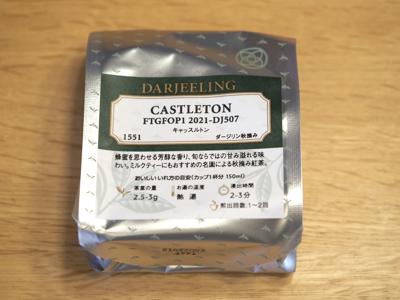 DARJEELING
CASTLETON
FTGFOP1 2021-DJ507
キャッスルトン
1551
ダージリン秋摘み
蜂蜜を思わせる芳醇な香り、旬ならではの甘み溢れる味
わい。ミルクティーにもおすすめの名園による秋摘み紅茶。
おいしいいれ方の目安(カップ1杯分 150ml)
茶葉の量
お湯の温度
滞出時間
2.5-3g
熱湯
2-3分
煎出回数:1~2回